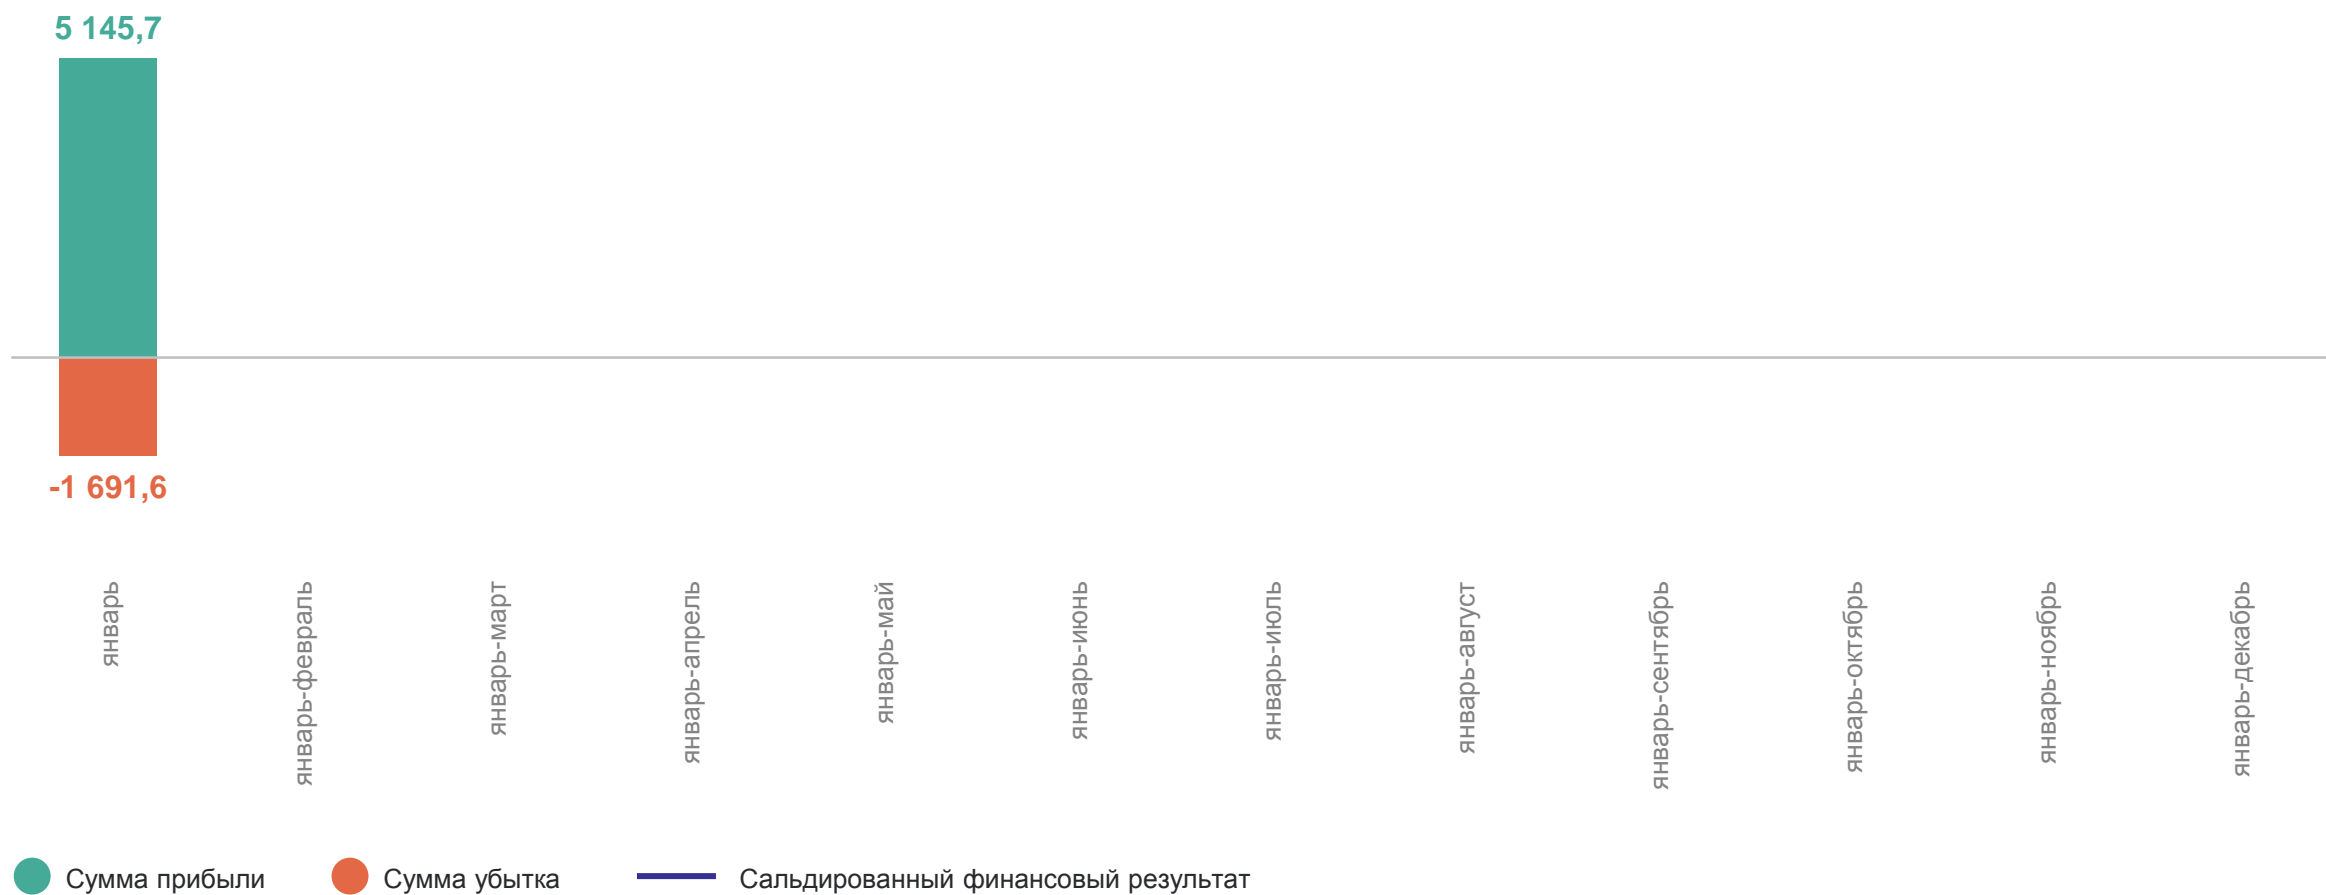 5 145,7
-1 691,6
январь
январь-февраль
январь-март
январь-апрель
январь-май
январь-июнь
январь-июль
январь-август
январь-сентябрь
январь-октябрь
январь-ноябрь
январь-декабрь
Сумма прибыли
Сумма убытка
Сальдированный финансовый результат